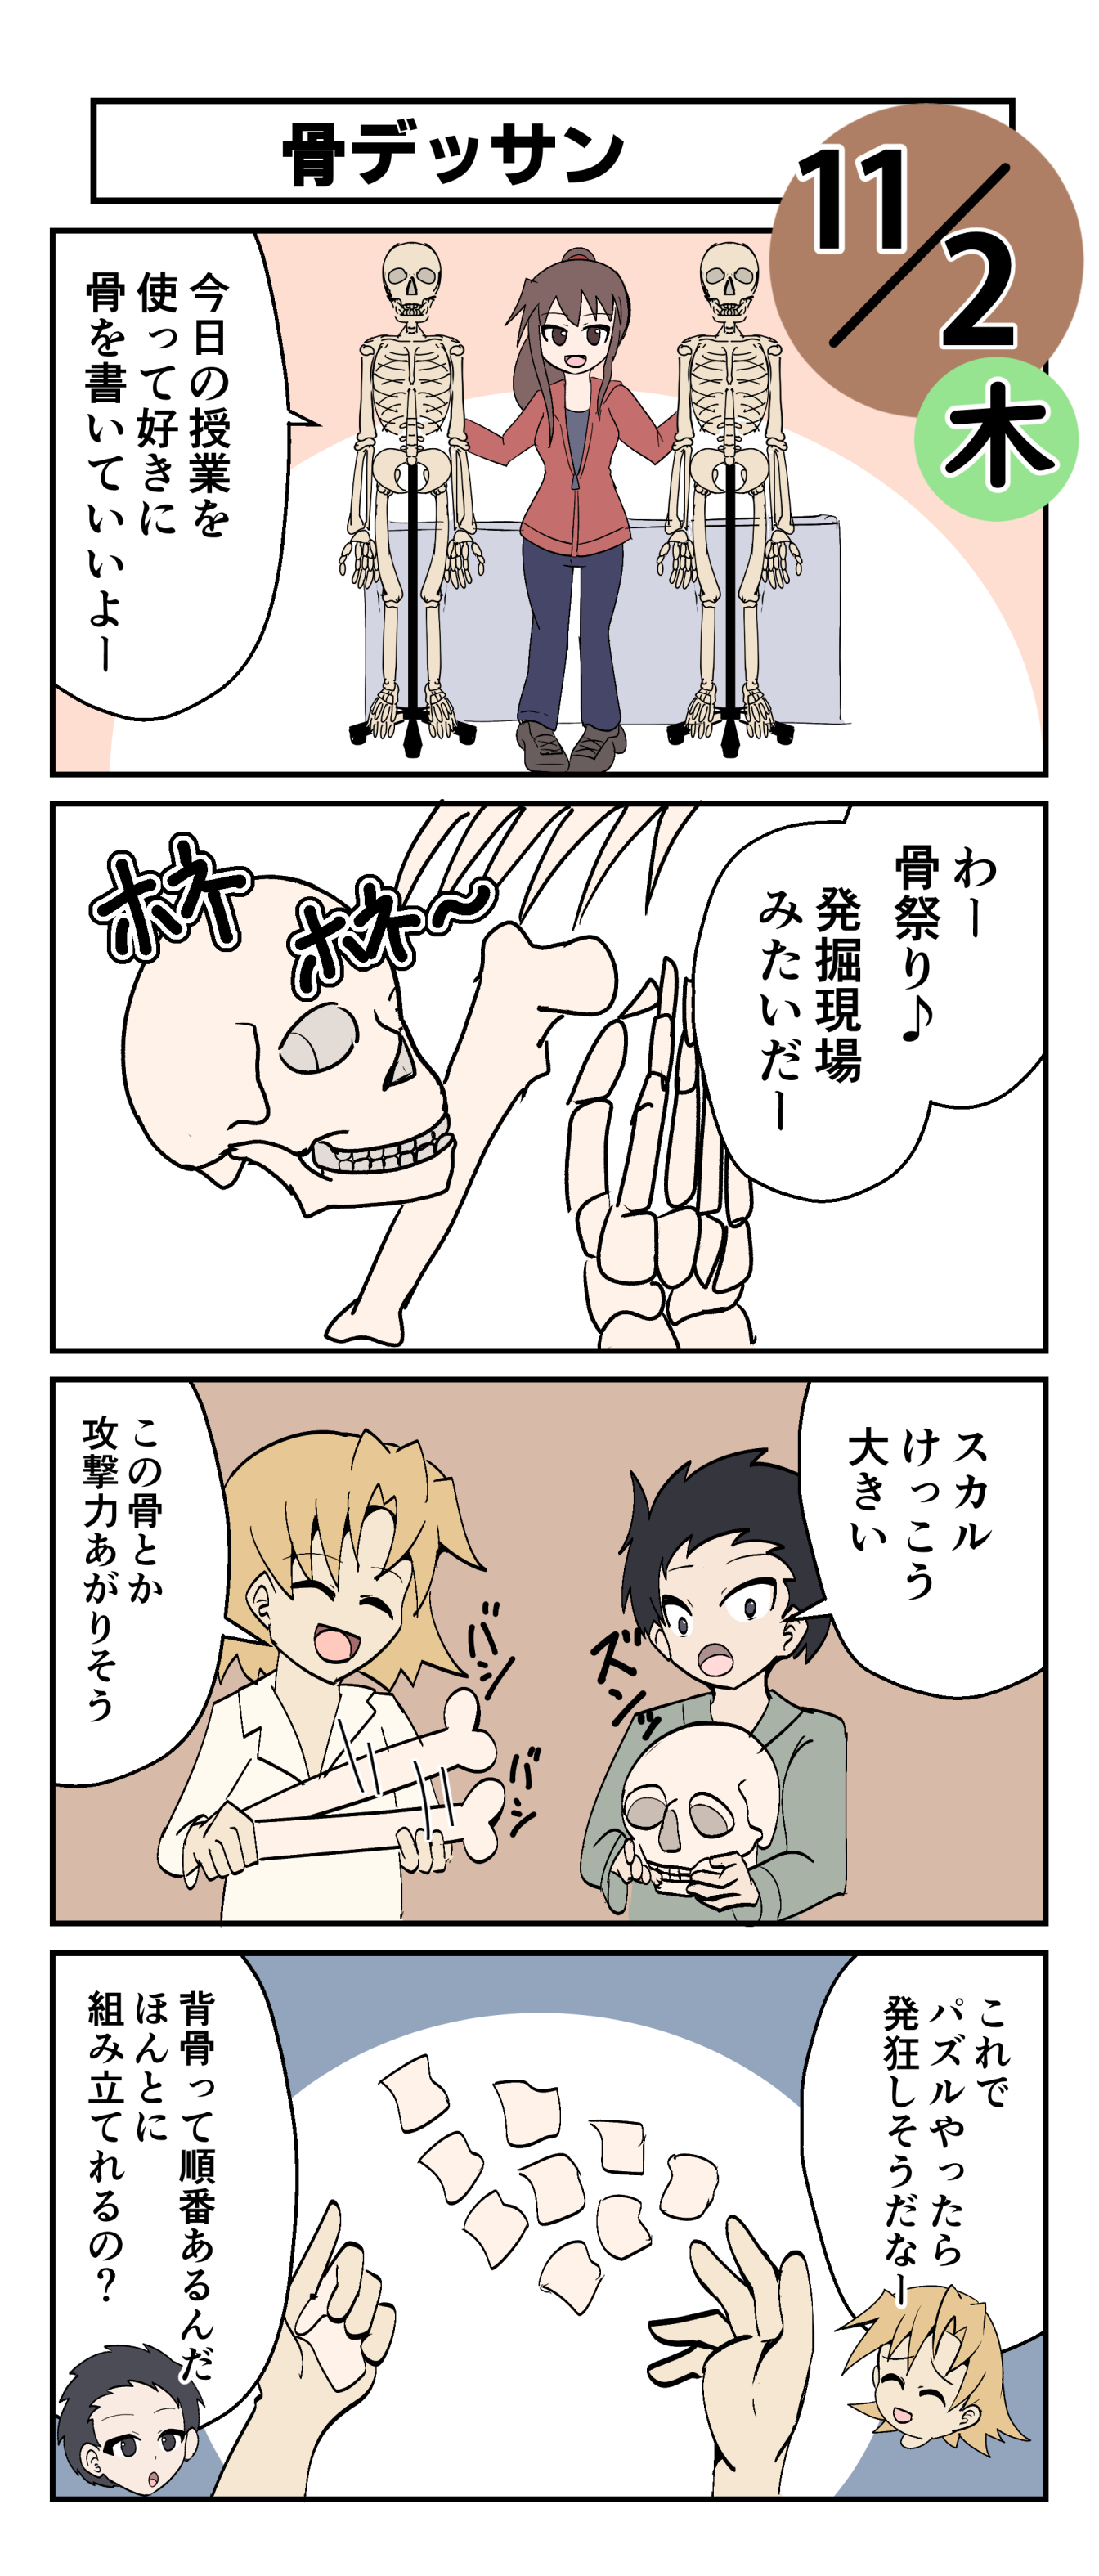 骨デッサン
11/2
木
今日の授業を
使って好きに
骨を書いていいよー
わー
骨祭り♪
発掘現場
みたいだー
ホネ
ホネ～
スカル
けっこう
大きい
ズンッ
この骨とか
攻撃力あがりそう
バシ
バシ
これで
パズルやったら
発狂しそうだなー
背骨って順番あるんだ
ほんとに
組み立てれるの？